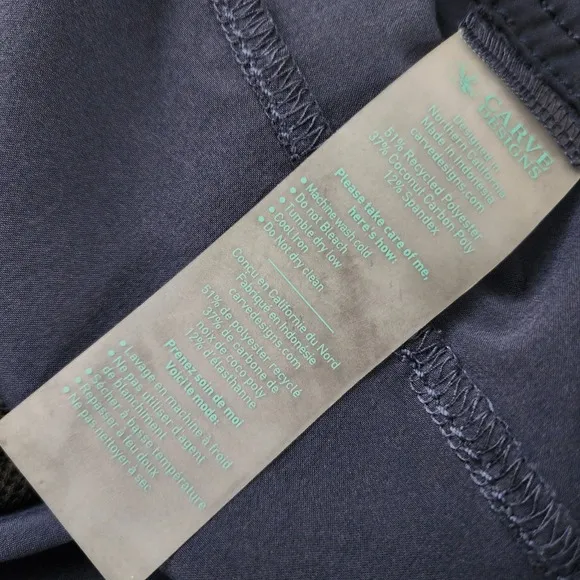 CARVE
DESIGNS
Designed in
Northern California
Made in Indonesia
carvedesigns.com
51% Recycled Polyester
37% Coconut Carbon Poly
12% Spandex
Please take care of me,
here's how:
• Machine wash cold
• Do not Bleach
• Tumble dry low
• Cool Iron
• Do Not dry clean
Conçu en Californie du Nord
Fabriqué en Indonésie
carvedesigns.com
51% de polyester recyclé
37% de carbone de
noix de coco poly
12% d'élasthanne
Prenez soin de moi
Voici le mode:
• Lavage en machine à froid
• Ne pas utiliser d'agent
de blanchiment
• Sécher à basse température
• Repasser à feu doux
• Ne pas nettoyer à sec